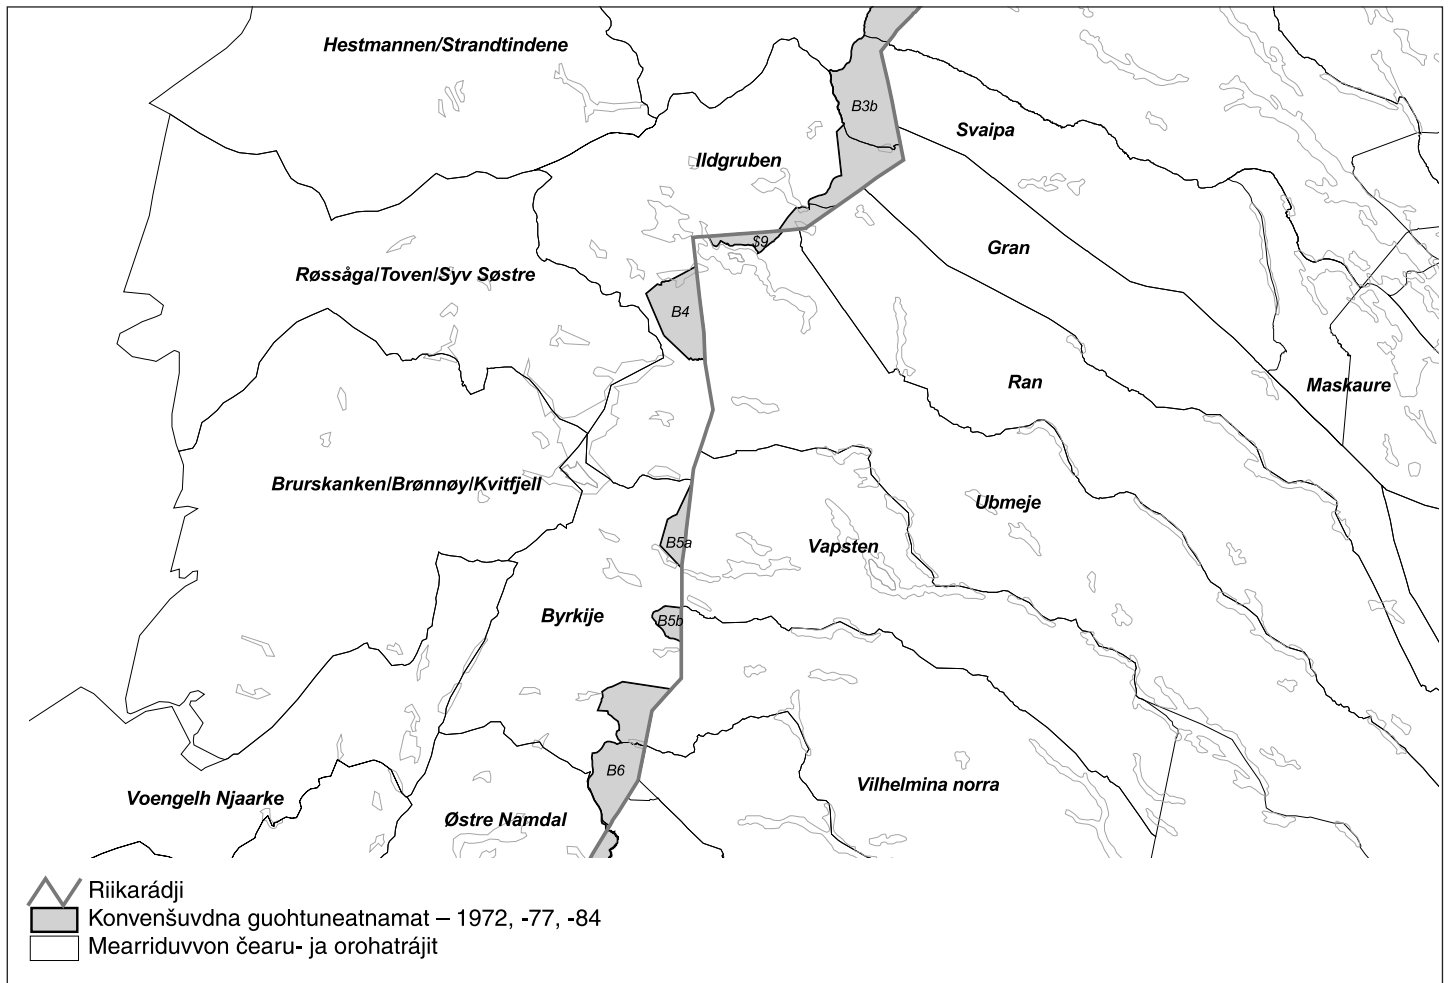 Hestmannen/Strandtindene
B3b
Svaipa
Ildgruben
S9
Gran
Røssåga/Toven/Syv Søstre
B4
Ran
Maskaure
Brurskanken/Brønnøy/Kvitfjell
Ubmeje
B5a
Vapsten
Byrkije
B5b
B6
Vilhelmina norra
Voengelh Njaarke
Østre Namdal
Riikarádji
Konvenšuvdna guohtuneatnamat – 1972, -77, -84
Mearriduvvon čearu- ja orohatrájit